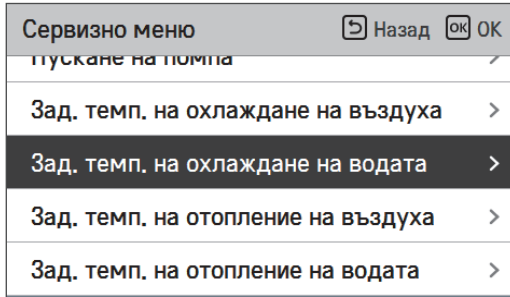 Сервизно меню Назад OK OK
Пускане на помпа
Зад. темп. на охлаждане на въздуха
Зад. темп. на охлаждане на водата
Зад. темп. на отопление на въздуха
Зад. темп. на отопление на водата